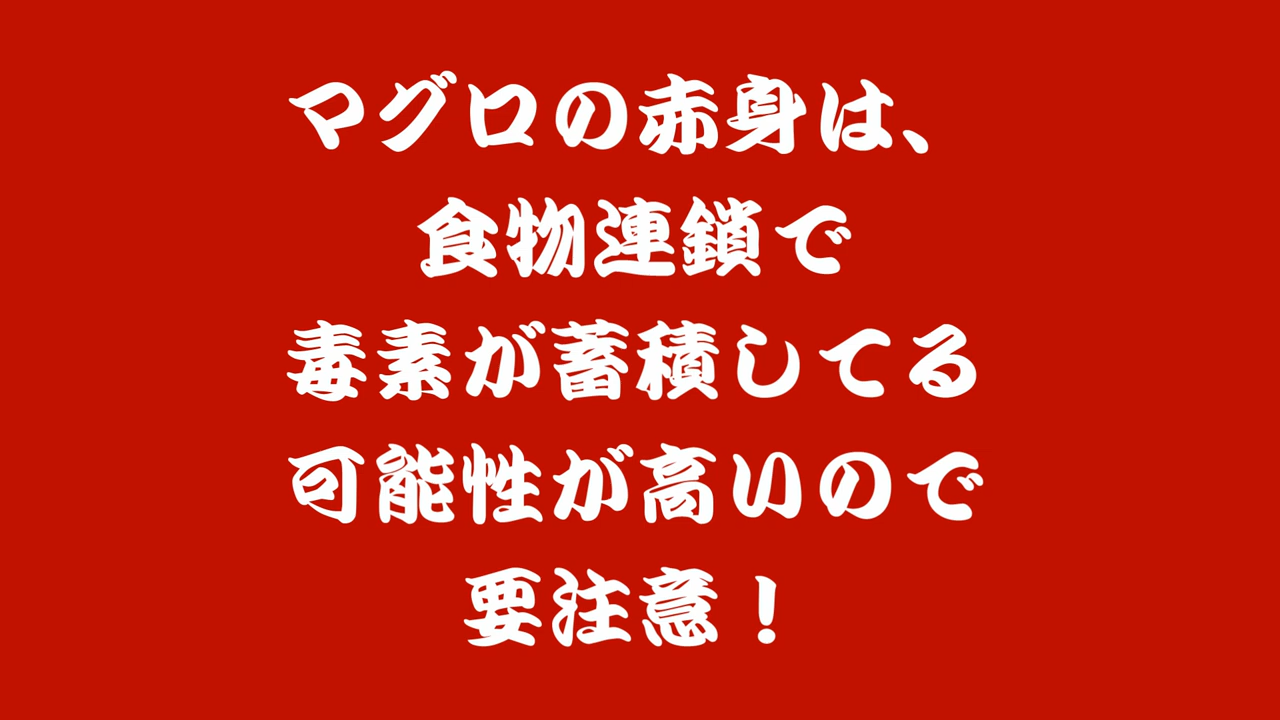 マグロの赤身は、
食物連鎖で
毒素が蓄積してる
可能性が高いので
要注意！